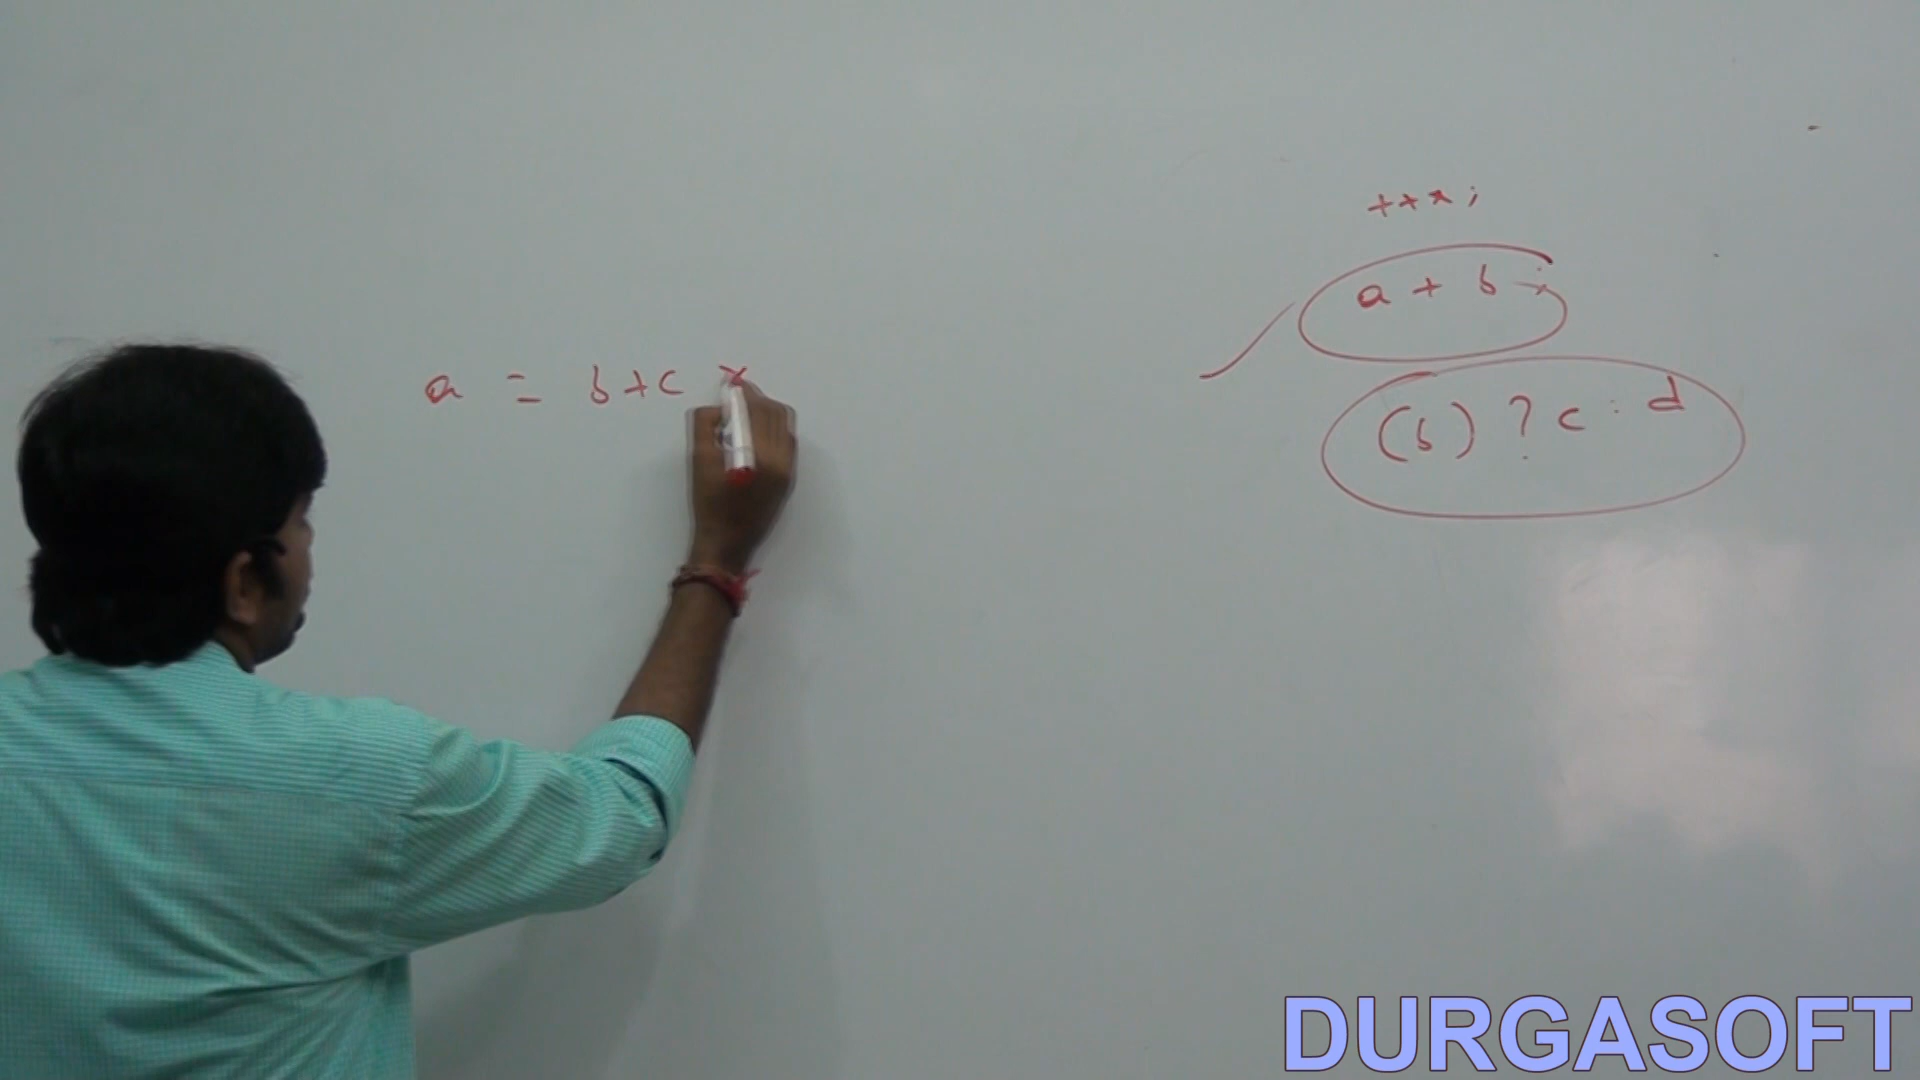 ++x;
a + b ;
a = b+c *
(b) ? c : d
DURGASOFT